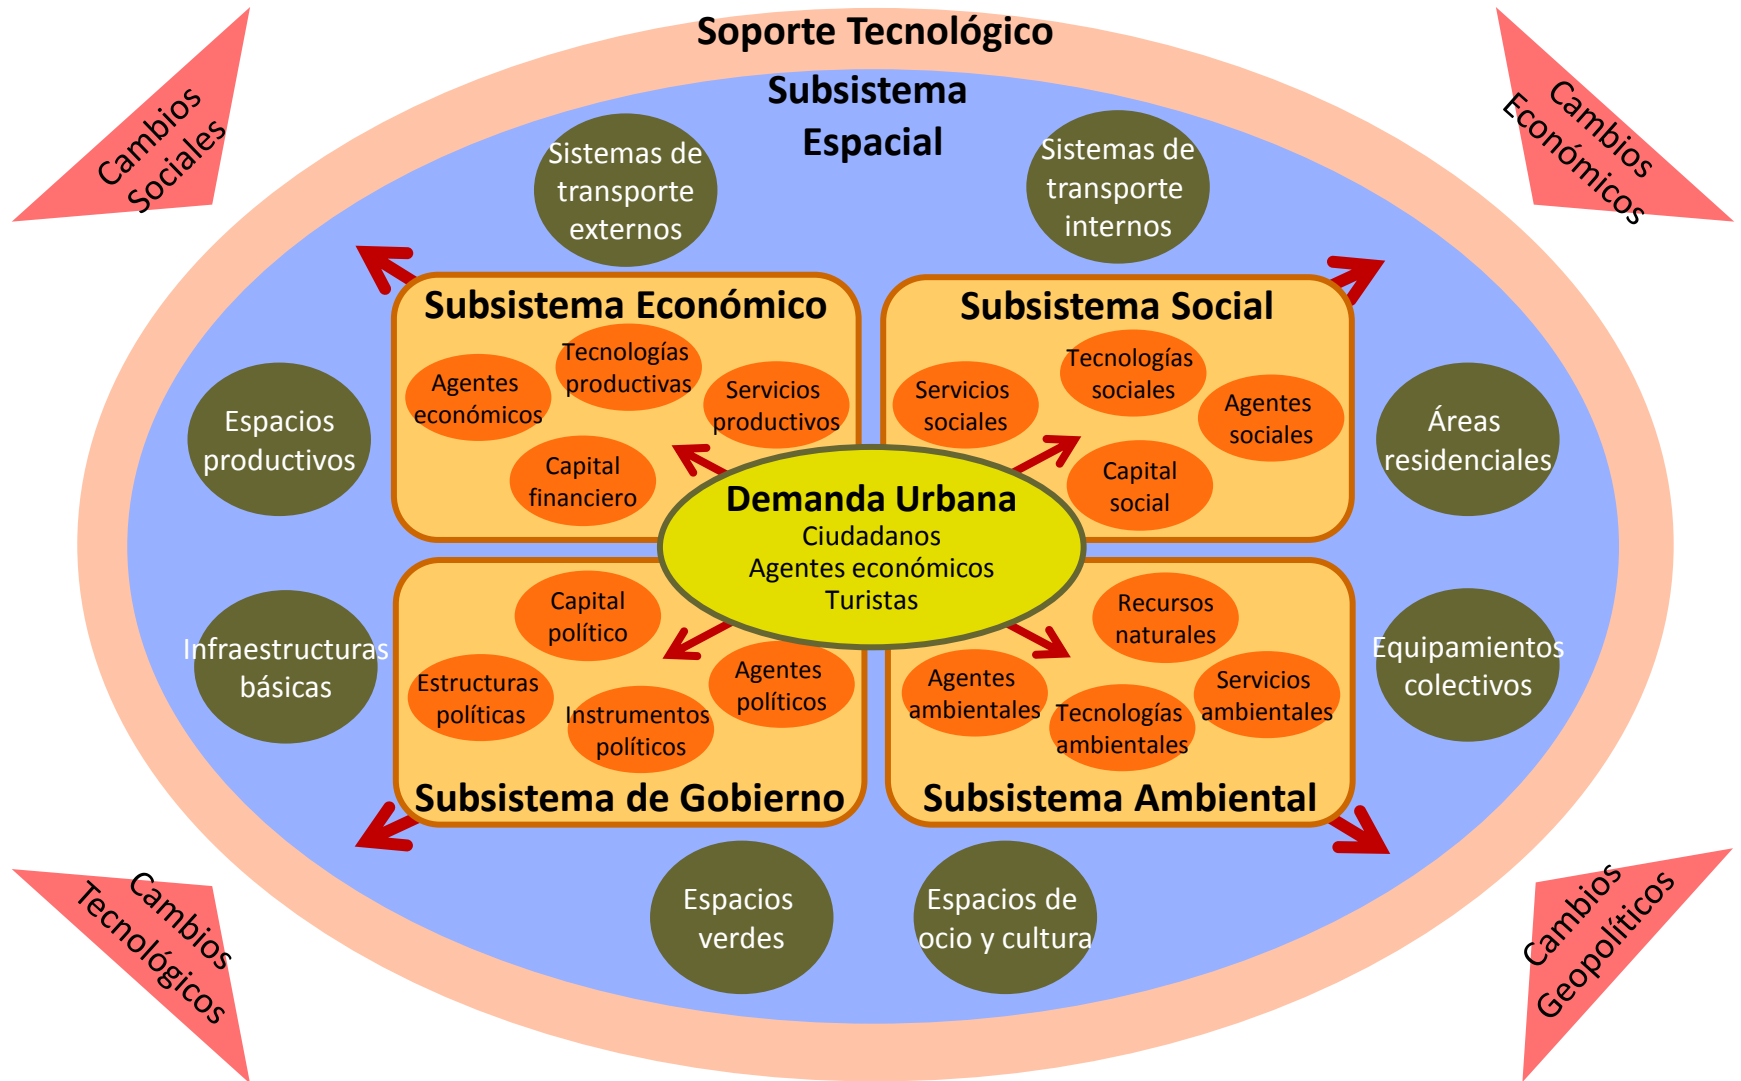 Soporte Tecnológico
Subsistema
Espacial
Cambios
Sociales
Cambios
Económicos
Sistemas de
transporte
externos
Sistemas de
transporte
internos
Subsistema Económico
Tecnologías
productivas
Agentes
económicos
Servicios
productivos
Capital
financiero
Subsistema Social
Tecnologías
sociales
Servicios
sociales
Agentes
sociales
Capital
social
Espacios
productivos
Áreas
residenciales
Demanda Urbana
Ciudadanos
Agentes económicos
Turistas
Infraestructuras
básicas
Equipamientos
colectivos
Capital
político
Estructuras
políticas
Instrumentos
políticos
Agentes
políticos
Subsistema de Gobierno
Recursos
naturales
Agentes
ambientales
Tecnologías
ambientales
Servicios
ambientales
Subsistema Ambiental
Espacios
verdes
Espacios de
ocio y cultura
Cambios
Tecnológicos
Cambios
Geopolíticos